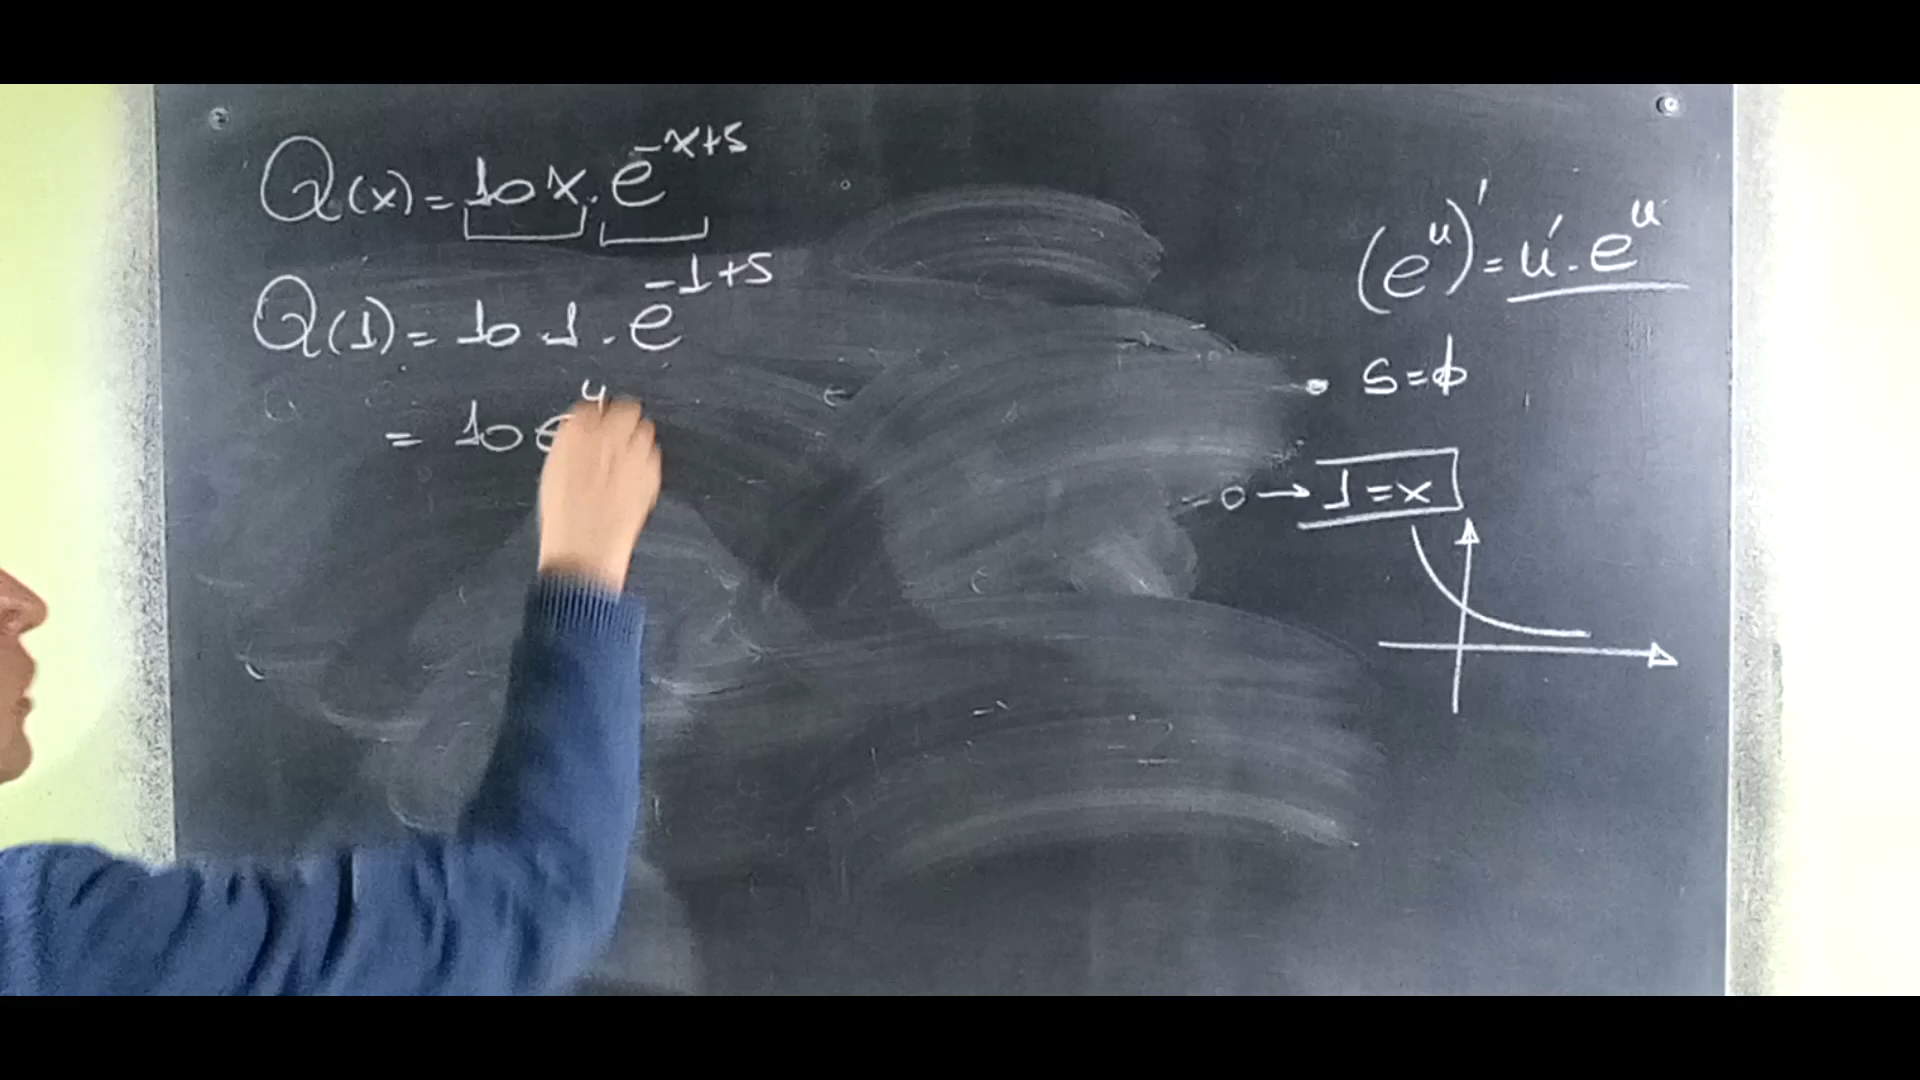 Q(x) = 10x · e^{-x+5}
Q(1) = 10 · 1 · e^{-1+5}
= 10e^4
(e^u)' = u' · e^u
S = ϕ
-0 → 1 = x